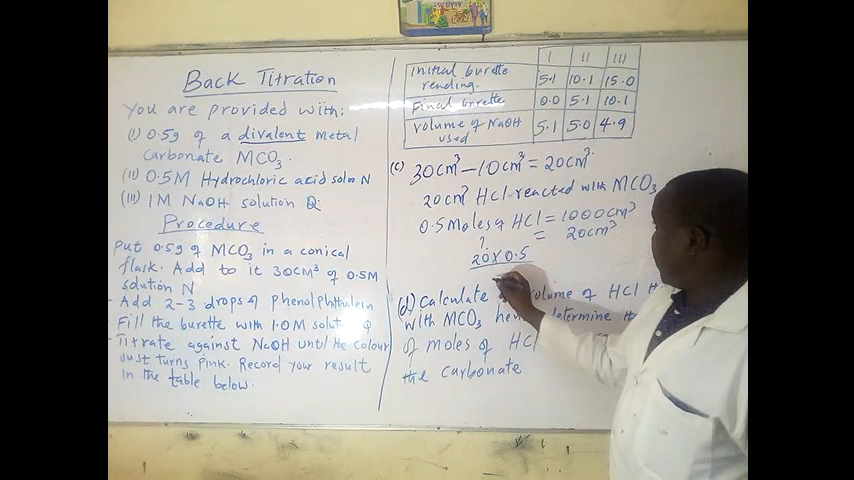 Back Titration
You are provided with:
(i) 0.5g of a divalent metal
carbonate MCO₃.
(ii) 0.5M Hydrochloric acid soln N
(iii) 1M NaOH solution Q.
Procedure
Put 0.5g of MCO₃ in a conical
flask. Add to it 30cm³ of 0.5M
solution N
- Add 2-3 drops of phenolphthalein
Fill the burette with 1.0M solution Q
- Titrate against NaOH until the colour
Just turns pink. Record your result
in the table below.
I II III
Initial burette reading. 5.1 10.1 15.0
Final burette 0.0 5.1 10.1
Volume of NaOH used 5.1 5.0 4.9
(c) 30cm³ - 10cm³ = 20cm³.
20cm³ HCl reacted with MCO₃
0.5 Moles of HCl = 1000cm³
? = 20cm³
20 X 0.5
(d) Calculate volume of HCl
with MCO₃ determine
of moles of HCl
the carbonate